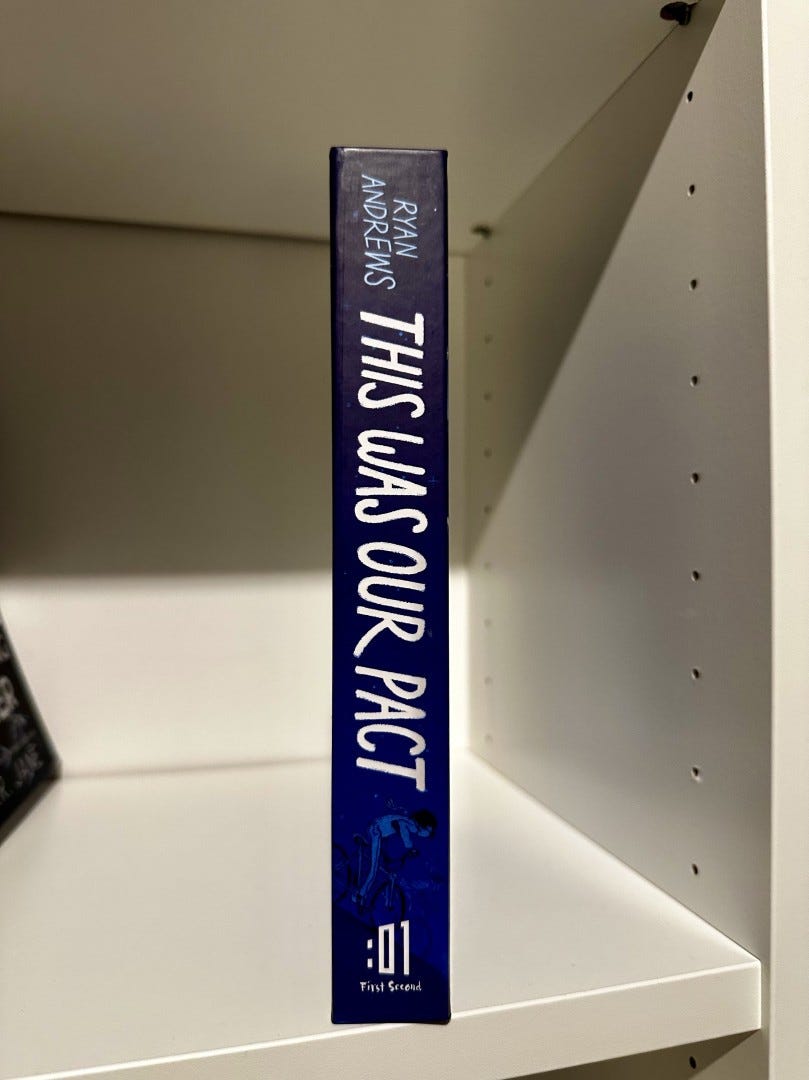 RYAN
ANDREWS
THIS WAS OUR PACT
:01
First Second